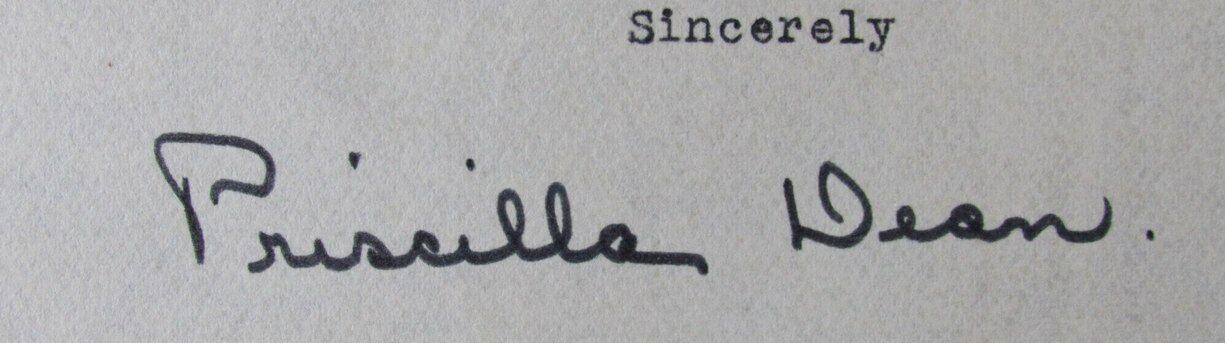 Sincerely
Priscilla Dean.